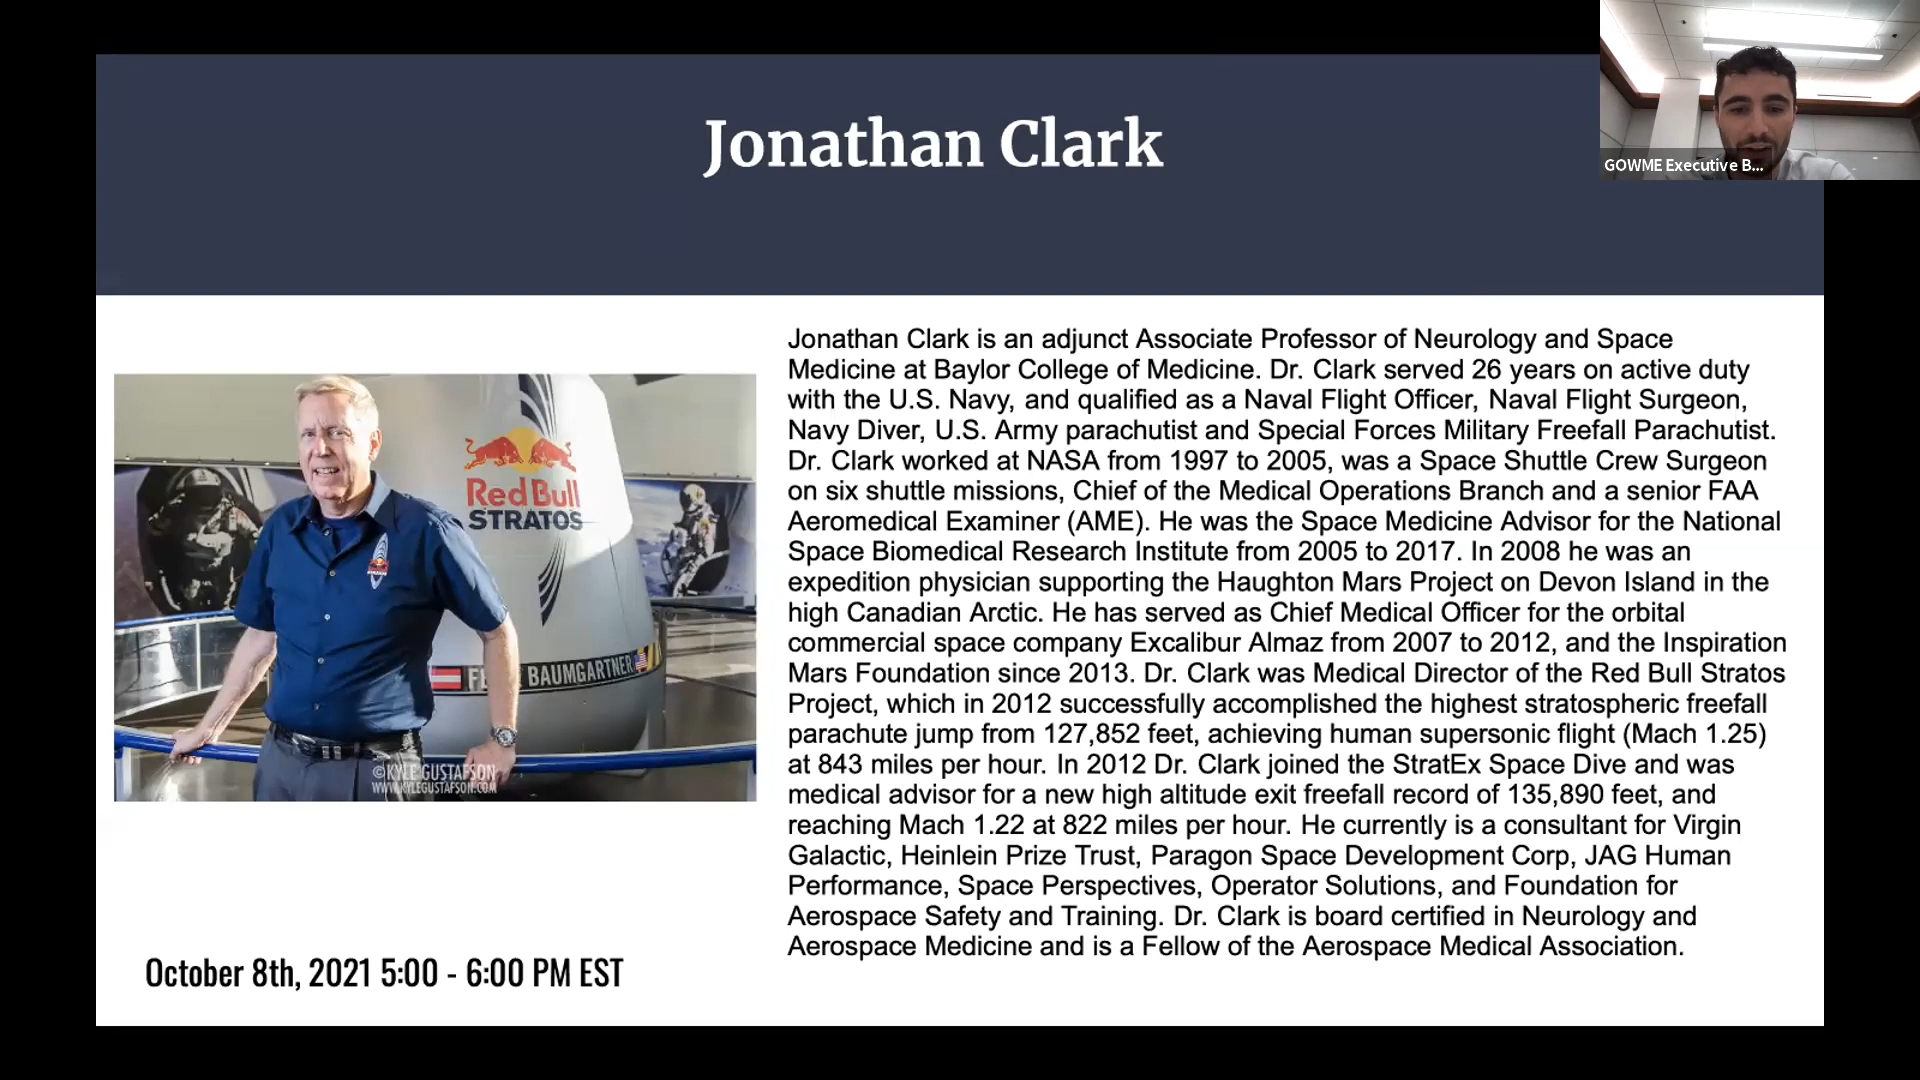 Jonathan Clark
GOWME Executive B...
Jonathan Clark is an adjunct Associate Professor of Neurology and Space
Medicine at Baylor College of Medicine. Dr. Clark served 26 years on active duty
with the U.S. Navy, and qualified as a Naval Flight Officer, Naval Flight Surgeon,
Navy Diver, U.S. Army parachutist and Special Forces Military Freefall Parachutist.
Dr. Clark worked at NASA from 1997 to 2005, was a Space Shuttle Crew Surgeon
on six shuttle missions, Chief of the Medical Operations Branch and a senior FAA
Aeromedical Examiner (AME). He was the Space Medicine Advisor for the National
Space Biomedical Research Institute from 2005 to 2017. In 2008 he was an
expedition physician supporting the Haughton Mars Project on Devon Island in the
high Canadian Arctic. He has served as Chief Medical Officer for the orbital
commercial space company Excalibur Almaz from 2007 to 2012, and the Inspiration
Mars Foundation since 2013. Dr. Clark was Medical Director of the Red Bull Stratos
Project, which in 2012 successfully accomplished the highest stratospheric freefall
parachute jump from 127,852 feet, achieving human supersonic flight (Mach 1.25)
at 843 miles per hour. In 2012 Dr. Clark joined the StratEx Space Dive and was
medical advisor for a new high altitude exit freefall record of 135,890 feet, and
reaching Mach 1.22 at 822 miles per hour. He currently is a consultant for Virgin
Galactic, Heinlein Prize Trust, Paragon Space Development Corp, JAG Human
Performance, Space Perspectives, Operator Solutions, and Foundation for
Aerospace Safety and Training. Dr. Clark is board certified in Neurology and
Aerospace Medicine and is a Fellow of the Aerospace Medical Association.
Red Bull
STRATOS
BAUMGARTNER
©KYLE GUSTAFSON
WWW.KYLEGUSTAFSON.COM
October 8th, 2021 5:00 - 6:00 PM EST